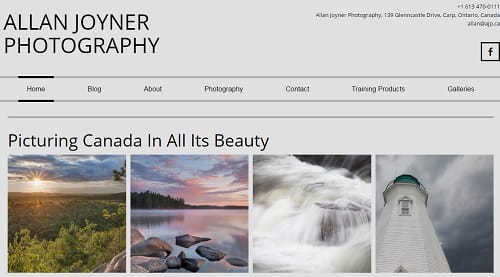 ALLAN JOYNER
PHOTOGRAPHY
+1 613 470-0111
Allan Joyner Photography, 139 Glenncastle Drive, Carp, Ontario, Canada
allan@ajp.ca
f
Home Blog About Photography Contact Training Products Galleries
Picturing Canada In All Its Beauty